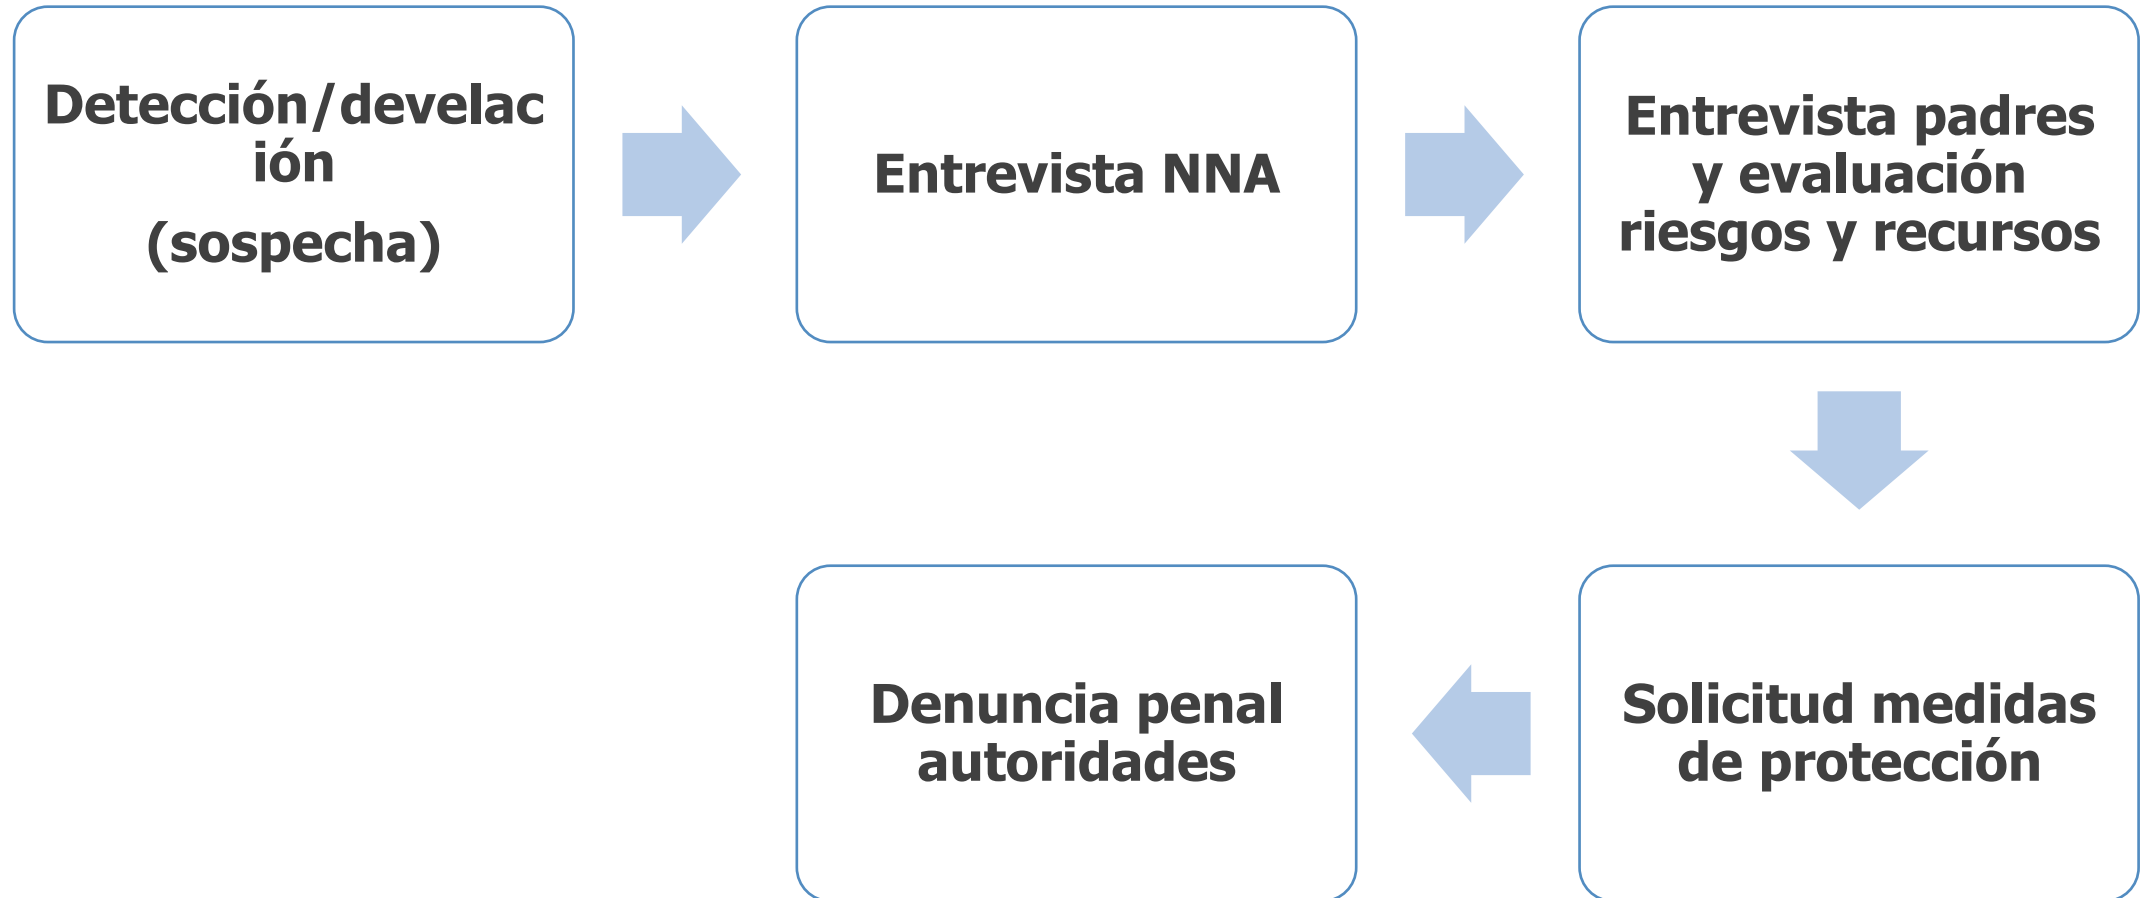 Detección/develac
ión
(sospecha)
Entrevista NNA
Entrevista padres
y evaluación
riesgos y recursos
Solicitud medidas
de protección
Denuncia penal
autoridades